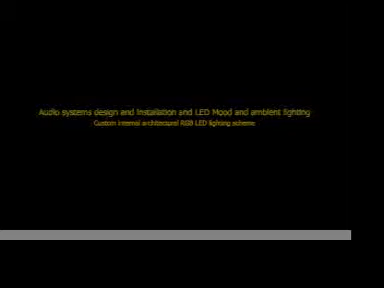 Audio systems design and installation and LED Mood and ambient lighting
Custom internal architectural RGB LED lighting scheme